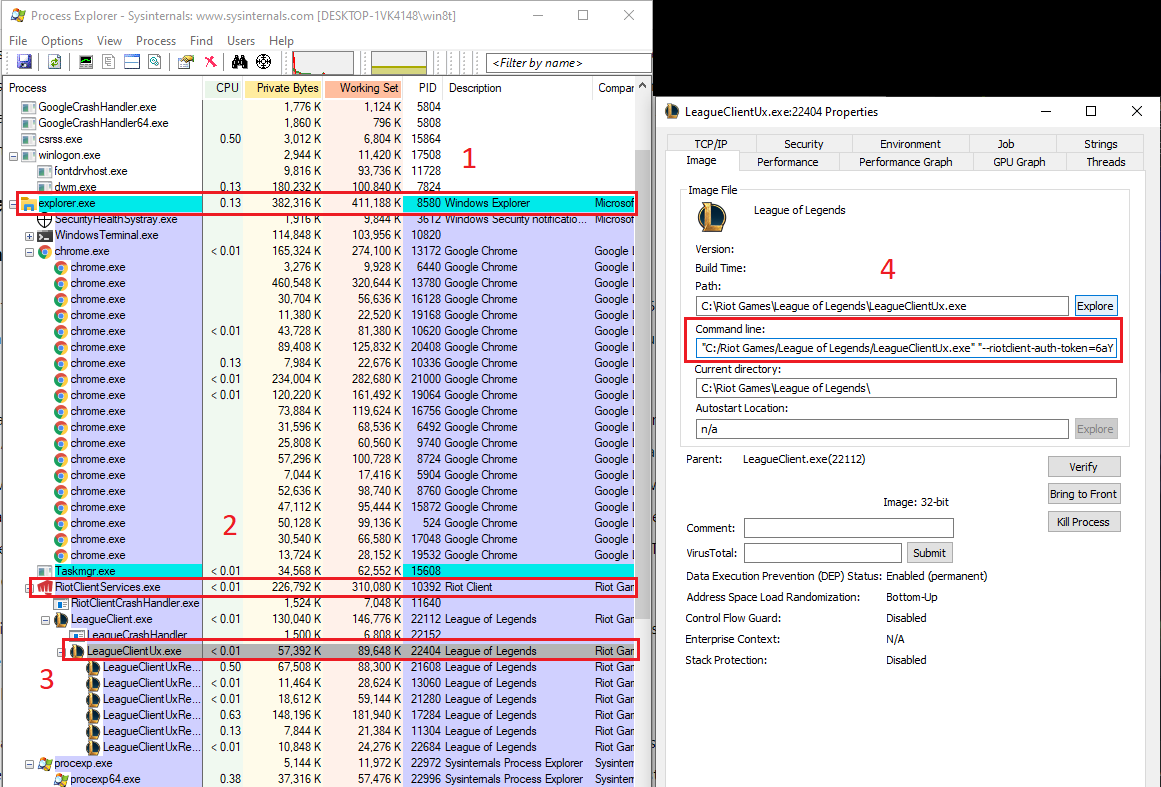 Process Explorer - Sysinternals: www.sysinternals.com [DESKTOP-1VK4148\win8t]
File Options View Process Find Users Help
<Filter by name>
Process CPU Private Bytes Working Set PID Description Compar
GoogleCrashHandler.exe 1,776 K 1,124 K 5804
GoogleCrashHandler64.exe 1,860 K 796 K 5808
csrss.exe 0.50 3,012 K 6,804 K 15864
winlogon.exe 2,944 K 11,420 K 17508
fontdrvhost.exe 9,816 K 93,736 K 11728
dwm.exe 0.13 180,232 K 100,840 K 7824
1
explorer.exe 0.13 382,316 K 411,188 K 8580 Windows Explorer Microsof
SecurityHealthSystray.exe 1,916 K 9,844 K 3612 Windows Security notificatio... Microsof
WindowsTerminal.exe 114,848 K 103,956 K 10820
chrome.exe < 0.01 165,324 K 274,100 K 13172 Google Chrome Google l
chrome.exe 3,276 K 9,928 K 6440 Google Chrome Google l
chrome.exe 460,548 K 320,644 K 13780 Google Chrome Google l
chrome.exe 30,704 K 56,636 K 16128 Google Chrome Google l
chrome.exe 11,380 K 22,520 K 19168 Google Chrome Google l
chrome.exe < 0.01 43,728 K 81,380 K 10620 Google Chrome Google l
chrome.exe 89,408 K 125,832 K 20408 Google Chrome Google l
chrome.exe 0.13 7,984 K 22,676 K 10336 Google Chrome Google l
chrome.exe < 0.01 234,004 K 282,680 K 21000 Google Chrome Google l
chrome.exe < 0.01 120,220 K 161,492 K 19064 Google Chrome Google l
chrome.exe 73,884 K 119,624 K 16756 Google Chrome Google l
chrome.exe 31,596 K 68,536 K 6492 Google Chrome Google l
chrome.exe 25,808 K 60,560 K 9740 Google Chrome Google l
chrome.exe 57,296 K 100,728 K 8724 Google Chrome Google l
chrome.exe 7,044 K 17,416 K 5904 Google Chrome Google l
chrome.exe 52,636 K 98,740 K 8760 Google Chrome Google l
chrome.exe 47,112 K 95,444 K 15872 Google Chrome Google l
chrome.exe 50,128 K 99,136 K 524 Google Chrome Google l
2
chrome.exe 30,540 K 66,580 K 17048 Google Chrome Google l
chrome.exe 13,724 K 28,152 K 19532 Google Chrome Google l
Taskmgr.exe < 0.01 34,568 K 62,552 K 15608
RiotClientServices.exe < 0.01 226,792 K 310,080 K 10392 Riot Client Riot Gar
RiotClientCrashHandler.exe 1,524 K 7,048 K 11640
LeagueClient.exe < 0.01 130,040 K 146,776 K 22112 League of Legends Riot Gar
LeagueCrashHandler 1,500 K 6,808 K 22152
LeagueClientUx.exe < 0.01 57,392 K 89,648 K 22404 League of Legends Riot Gar
3
LeagueClientUxRe... 0.50 67,508 K 88,300 K 21608 League of Legends Riot Gar
LeagueClientUxRe... < 0.01 11,464 K 28,624 K 13060 League of Legends Riot Gar
LeagueClientUxRe... < 0.01 18,612 K 59,144 K 21280 League of Legends Riot Gar
LeagueClientUxRe... 0.63 148,196 K 181,940 K 17284 League of Legends Riot Gar
LeagueClientUxRe... 0.13 7,844 K 21,384 K 11304 League of Legends Riot Gar
LeagueClientUxRe... < 0.01 10,848 K 24,276 K 22684 League of Legends Riot Gar
procexp.exe 5,144 K 11,972 K 22972 Sysinternals Process Explorer Sysinter
procexp64.exe 0.38 37,316 K 57,476 K 22996 Sysinternals Process Explorer Sysinter
LeagueClientUx.exe:22404 Properties
TCP/IP Security Environment Job Strings
Image Performance Performance Graph GPU Graph Threads
Image File
League of Legends
Version:
Build Time:
4
Path:
C:\Riot Games\League of Legends\LeagueClientUx.exe Explore
Command line:
"C:/Riot Games/League of Legends/LeagueClientUx.exe" "--riotclient-auth-token=6aY
Current directory:
C:\Riot Games\League of Legends\
Autostart Location:
n/a Explore
Parent: LeagueClient.exe(22112) Verify
Bring to Front
Image: 32-bit
Kill Process
Comment:
VirusTotal: Submit
Data Execution Prevention (DEP) Status: Enabled (permanent)
Address Space Load Randomization: Bottom-Up
Control Flow Guard: Disabled
Enterprise Context: N/A
Stack Protection: Disabled